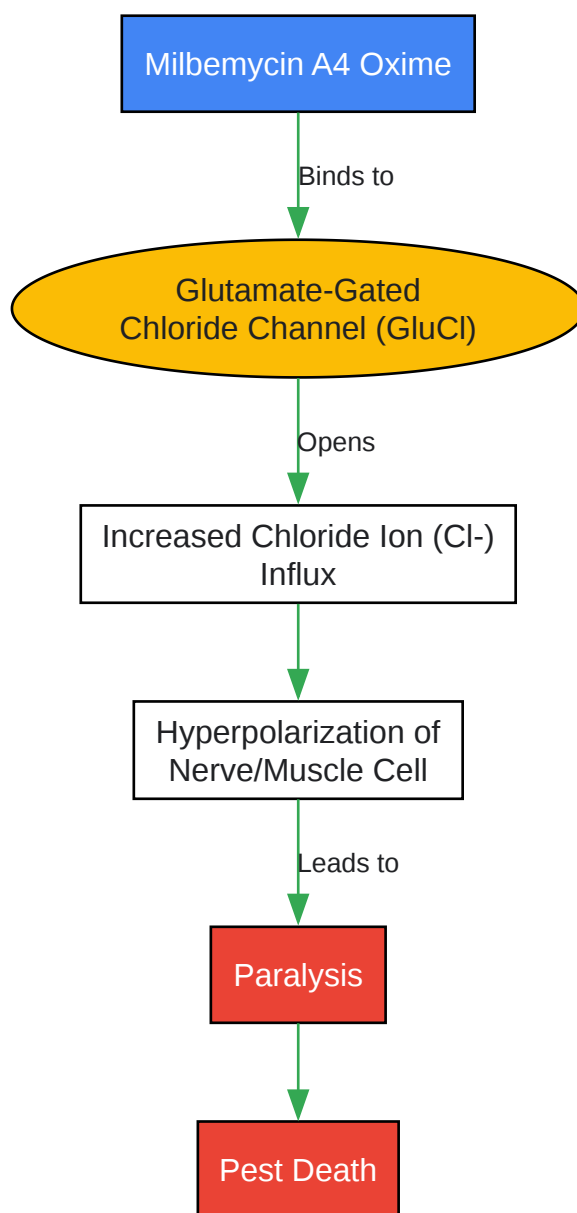 Milbemycin A4 Oxime
Binds to
Glutamate-Gated
Chloride Channel (GluCl)
Opens
Increased Chloride Ion (Cl-)
Influx
Hyperpolarization of
Nerve/Muscle Cell
Leads to
Paralysis
Pest Death